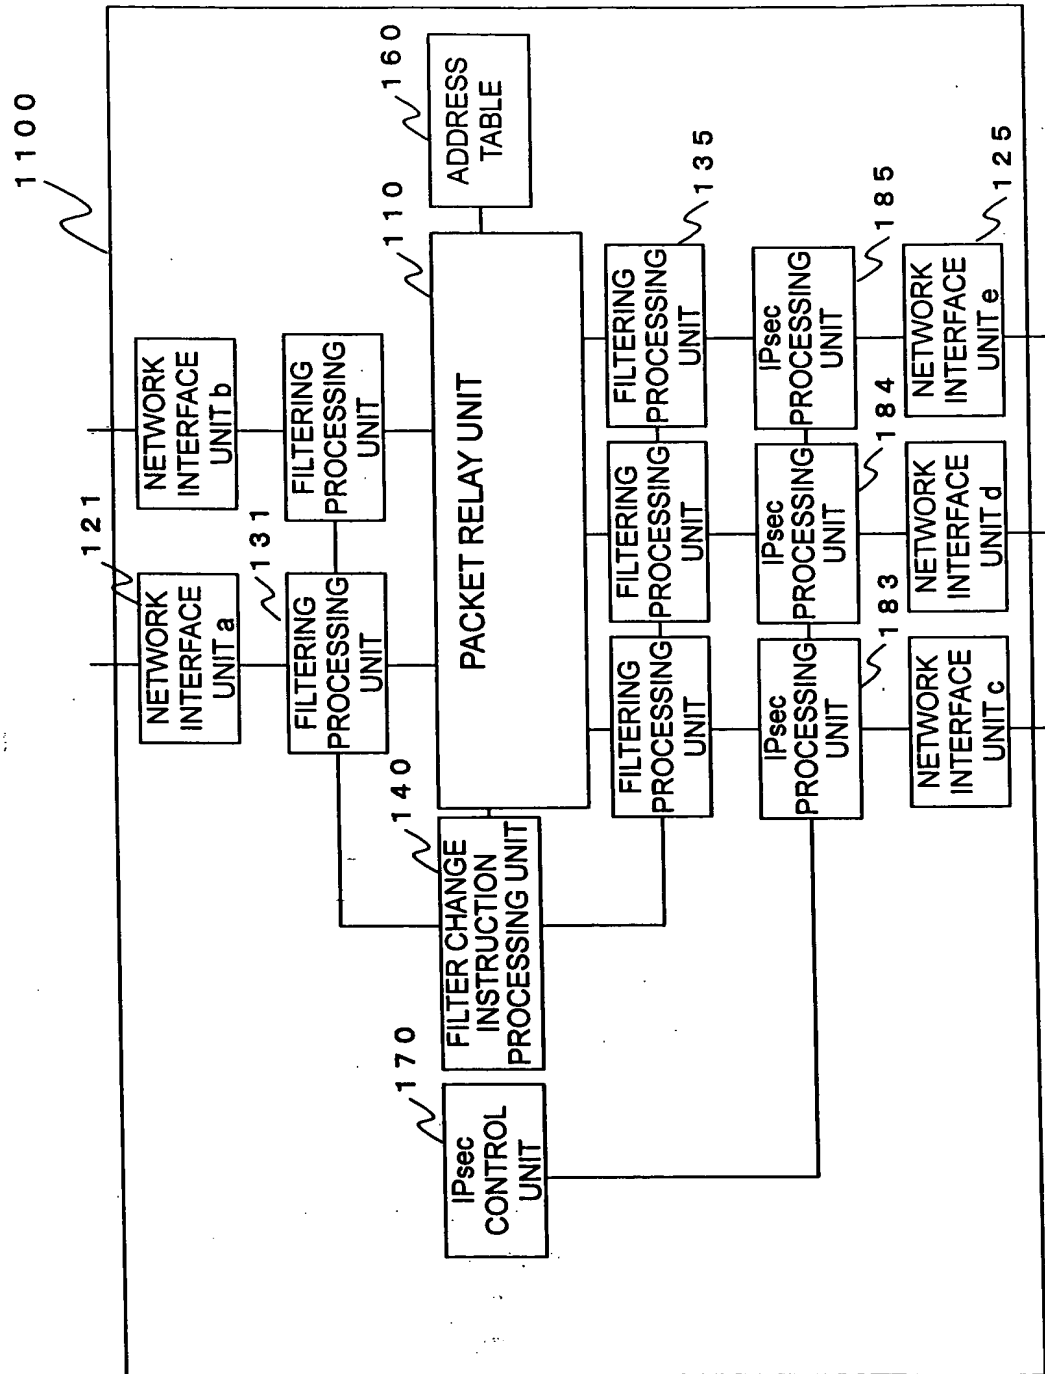 1100
121
NETWORK
INTERFACE
UNIT a
NETWORK
INTERFACE
UNIT b
131
FILTERING
PROCESSING
UNIT
FILTERING
PROCESSING
UNIT
170
IPsec
CONTROL
UNIT
140
FILTER CHANGE
INSTRUCTION
PROCESSING UNIT
110
PACKET RELAY UNIT
160
ADDRESS
TABLE
FILTERING
PROCESSING
UNIT
FILTERING
PROCESSING
UNIT
135
FILTERING
PROCESSING
UNIT
183
IPsec
PROCESSING
UNIT
184
IPsec
PROCESSING
UNIT
185
IPsec
PROCESSING
UNIT
NETWORK
INTERFACE
UNIT c
NETWORK
INTERFACE
UNIT d
125
NETWORK
INTERFACE
UNIT e